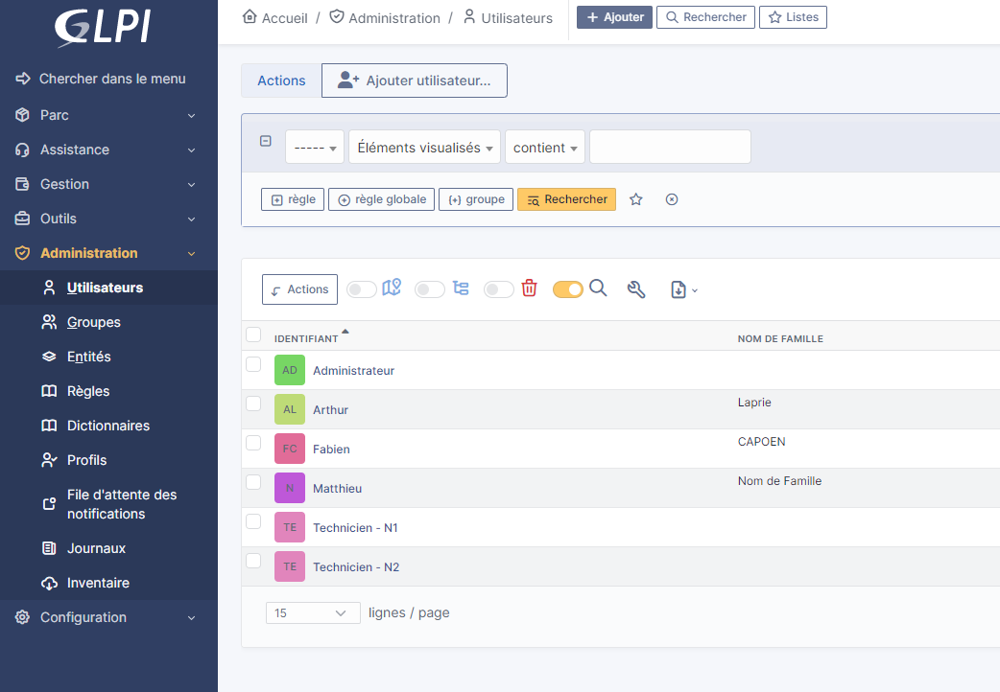 GLPI
Accueil / Administration / Utilisateurs
Ajouter
Rechercher
Listes
Chercher dans le menu
Parc
Assistance
Gestion
Outils
Administration
Utilisateurs
Groupes
Entités
Règles
Dictionnaires
Profils
File d'attente des
notifications
Journaux
Inventaire
Configuration
Actions
Ajouter utilisateur...
----- Éléments visualisés contient
règle règle globale groupe Rechercher
Actions
IDENTIFIANT NOM DE FAMILLE
AD Administrateur
AL Arthur Laprie
FC Fabien CAPOEN
N Matthieu Nom de Famille
TE Technicien - N1
TE Technicien - N2
15 lignes / page